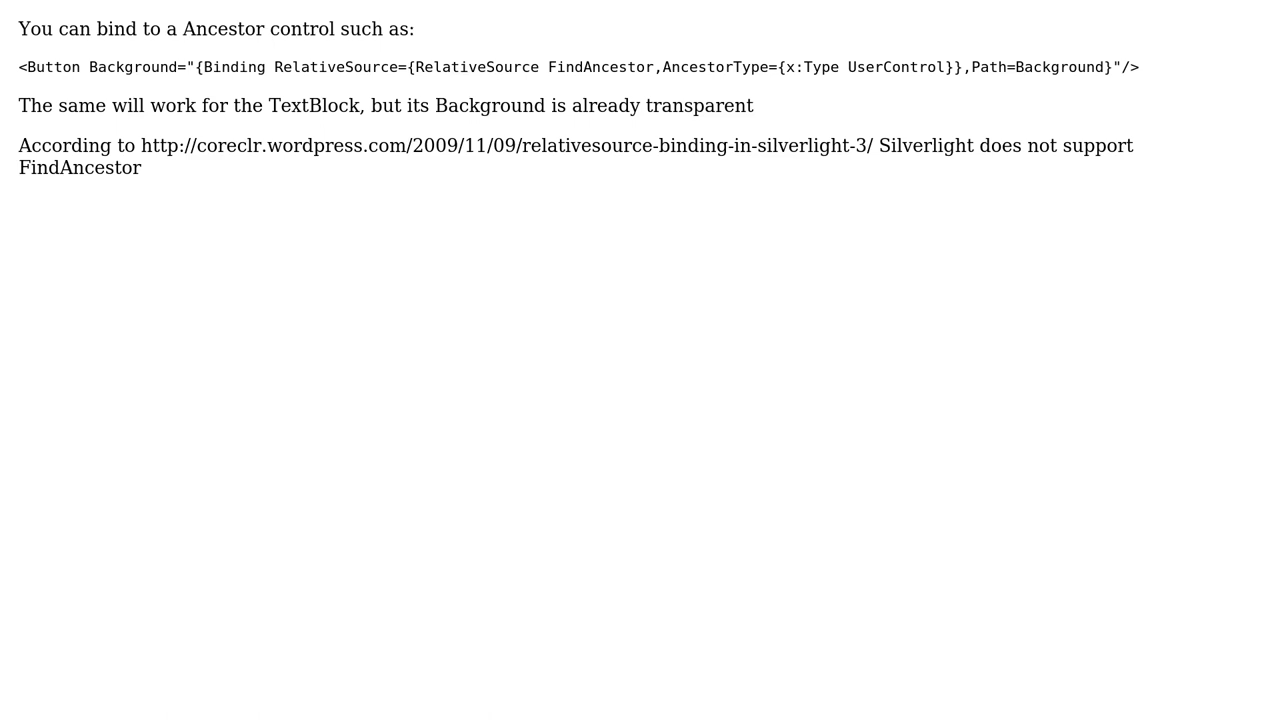 You can bind to a Ancestor control such as:
<Button Background="{Binding RelativeSource={RelativeSource FindAncestor,AncestorType={x:Type UserControl}},Path=Background}"/>
The same will work for the TextBlock, but its Background is already transparent
According to http://coreclr.wordpress.com/2009/11/09/relativesource-binding-in-silverlight-3/ Silverlight does not support
FindAncestor